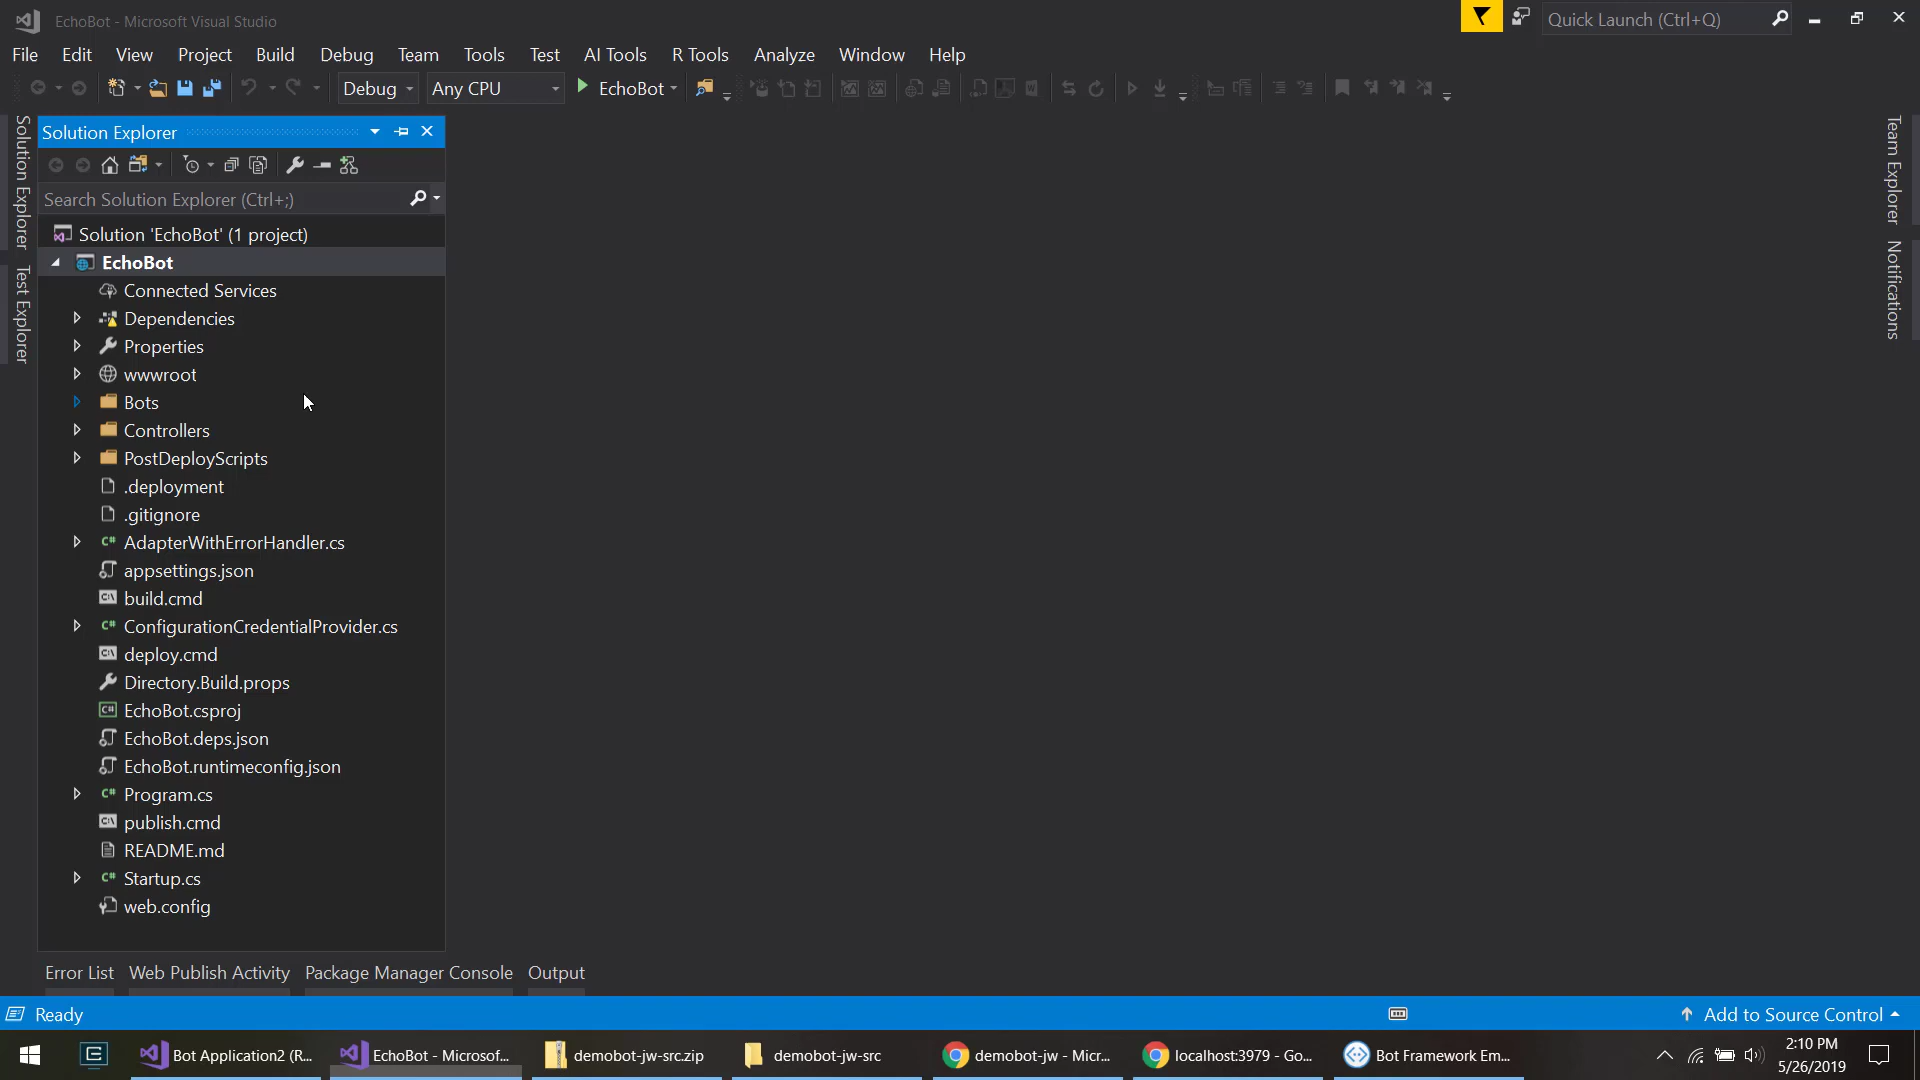 EchoBot - Microsoft Visual Studio
Quick Launch (Ctrl+Q)
File Edit View Project Build Debug Team Tools Test AI Tools R Tools Analyze Window Help
Debug Any CPU EchoBot
Solution Explorer
Test Explorer
Solution Explorer
Search Solution Explorer (Ctrl+;)
Solution 'EchoBot' (1 project)
EchoBot
Connected Services
Dependencies
Properties
wwwroot
Bots
Controllers
PostDeployScripts
.deployment
.gitignore
C# AdapterWithErrorHandler.cs
appsettings.json
build.cmd
C# ConfigurationCredentialProvider.cs
deploy.cmd
Directory.Build.props
C# EchoBot.csproj
EchoBot.deps.json
EchoBot.runtimeconfig.json
C# Program.cs
publish.cmd
README.md
C# Startup.cs
web.config
Team Explorer
Notifications
Error List Web Publish Activity Package Manager Console Output
Ready
Add to Source Control
Bot Application2 (R... EchoBot - Microsof... demobot-jw-src.zip demobot-jw-src demobot-jw - Micr... localhost:3979 - Go... Bot Framework Em...
2:10 PM
5/26/2019